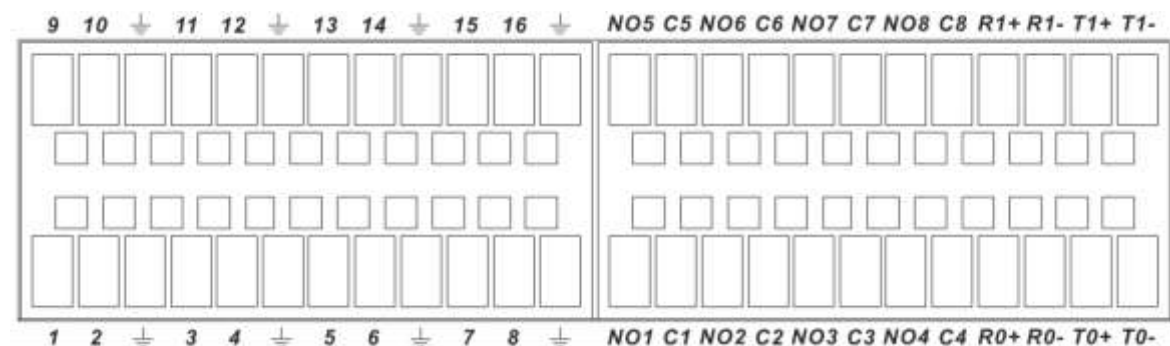 9 10 ⏚ 11 12 ⏚ 13 14 ⏚ 15 16 ⏚ NO5 C5 NO6 C6 NO7 C7 NO8 C8 R1+ R1- T1+ T1-
1 2 ⏚ 3 4 ⏚ 5 6 ⏚ 7 8 ⏚ NO1 C1 NO2 C2 NO3 C3 NO4 C4 R0+ R0- T0+ T0-